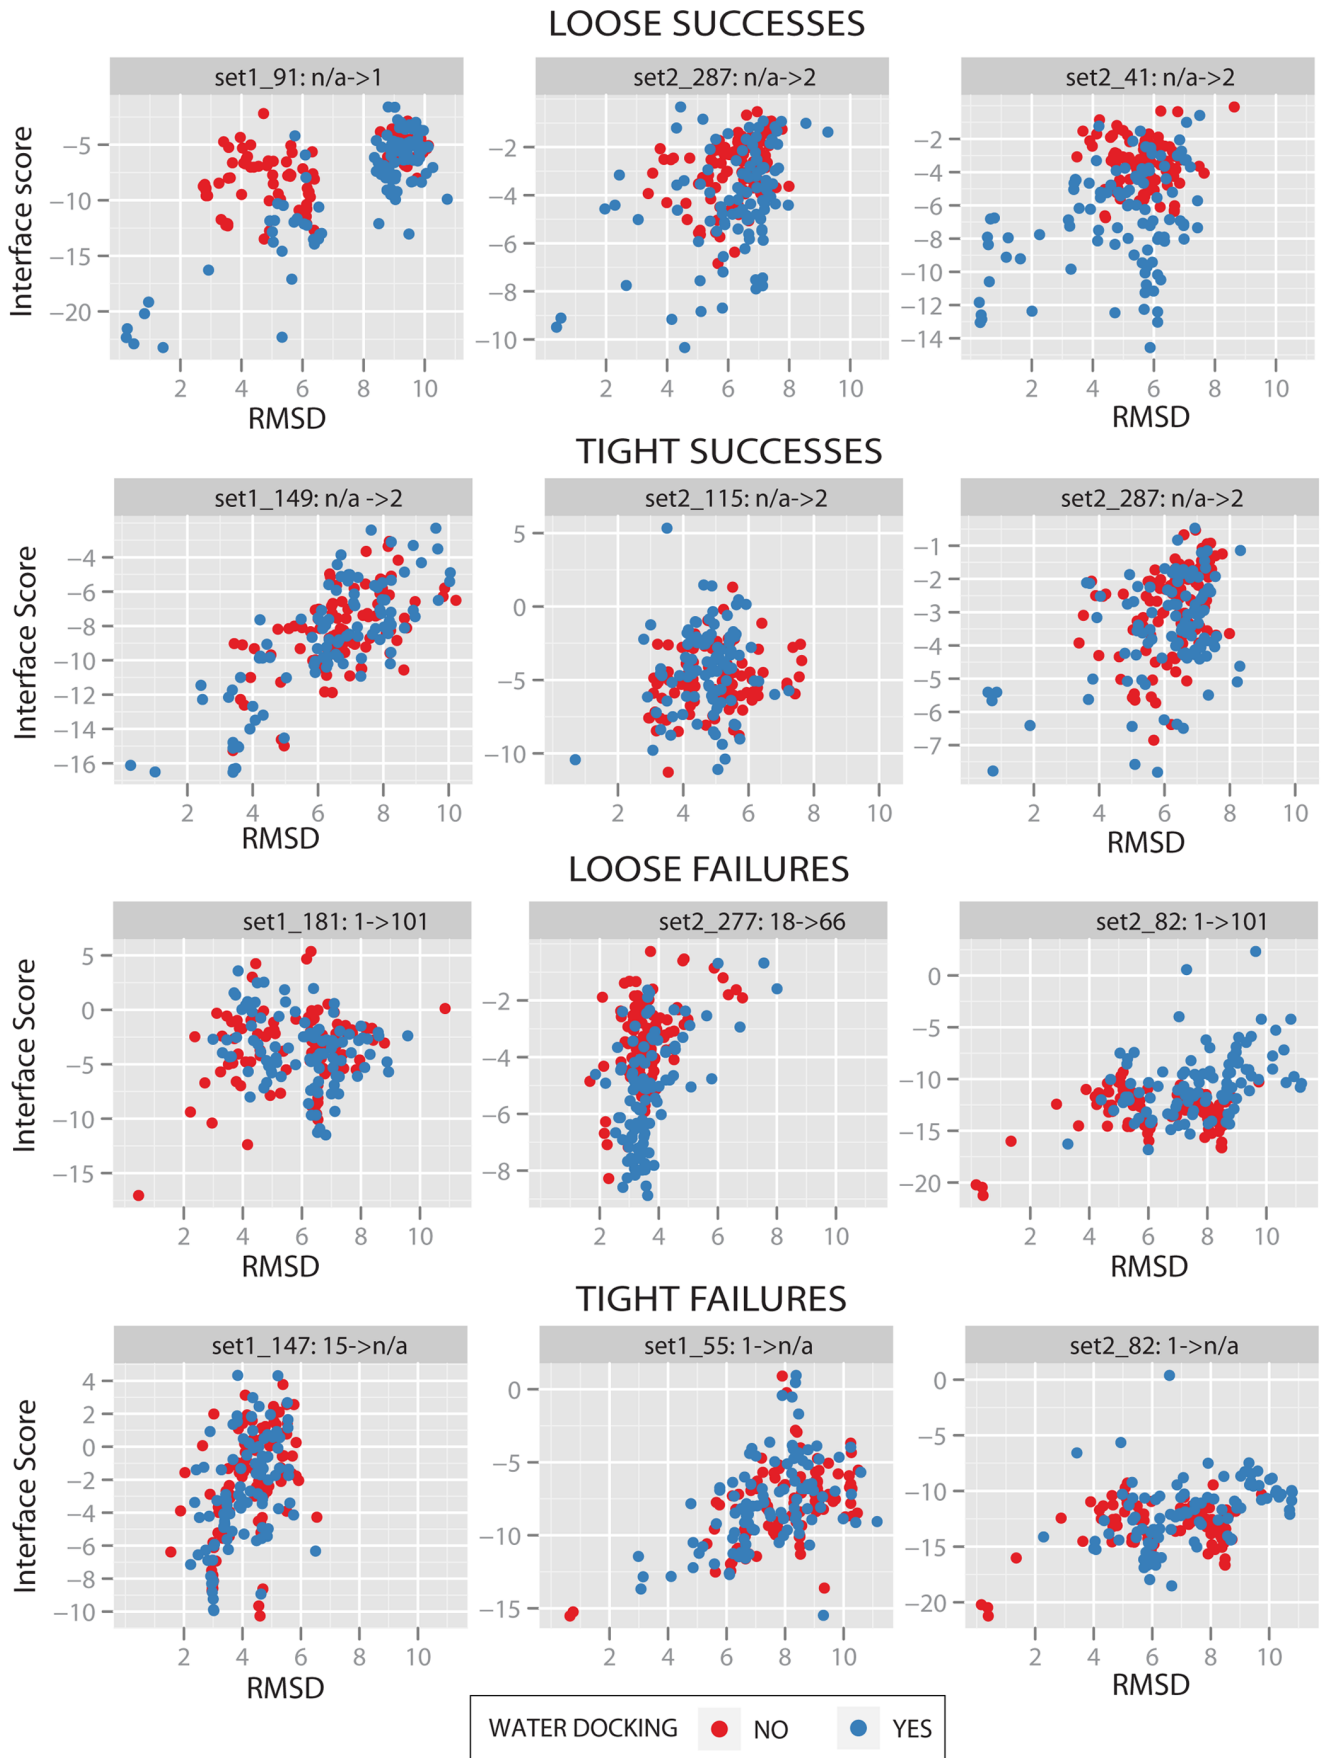 LOOSE SUCCESSES
set1_91: n/a->1
set2_287: n/a->2
set2_41: n/a->2
Interface score
−5
−10
−15
−20
−2
−4
−6
−8
−10
−2
−4
−6
−8
−10
−12
−14
2 4 6 8 10
2 4 6 8 10
2 4 6 8 10
RMSD
RMSD
TIGHT SUCCESSES
set1_149: n/a ->2
set2_115: n/a->2
set2_287: n/a->2
Interface Score
−4
−6
−8
−10
−12
−14
−16
5
0
−5
−10
−1
−2
−3
−4
−5
−6
−7
2 4 6 8 10
2 4 6 8 10
2 4 6 8 10
RMSD
RMSD
LOOSE FAILURES
set1_181: 1->101
set2_277: 18->66
set2_82: 1->101
Interface Score
5
0
−5
−10
−15
−2
−4
−6
−8
0
−5
−10
−15
−20
2 4 6 8 10
2 4 6 8 10
2 4 6 8 10
RMSD
RMSD
TIGHT FAILURES
set1_147: 15->n/a
set1_55: 1->n/a
set2_82: 1->n/a
Interface Score
4
2
0
−2
−4
−6
−8
−10
0
−5
−10
−15
0
−5
−10
−15
−20
2 4 6 8 10
2 4 6 8 10
2 4 6 8 10
RMSD
RMSD
WATER DOCKING NO YES